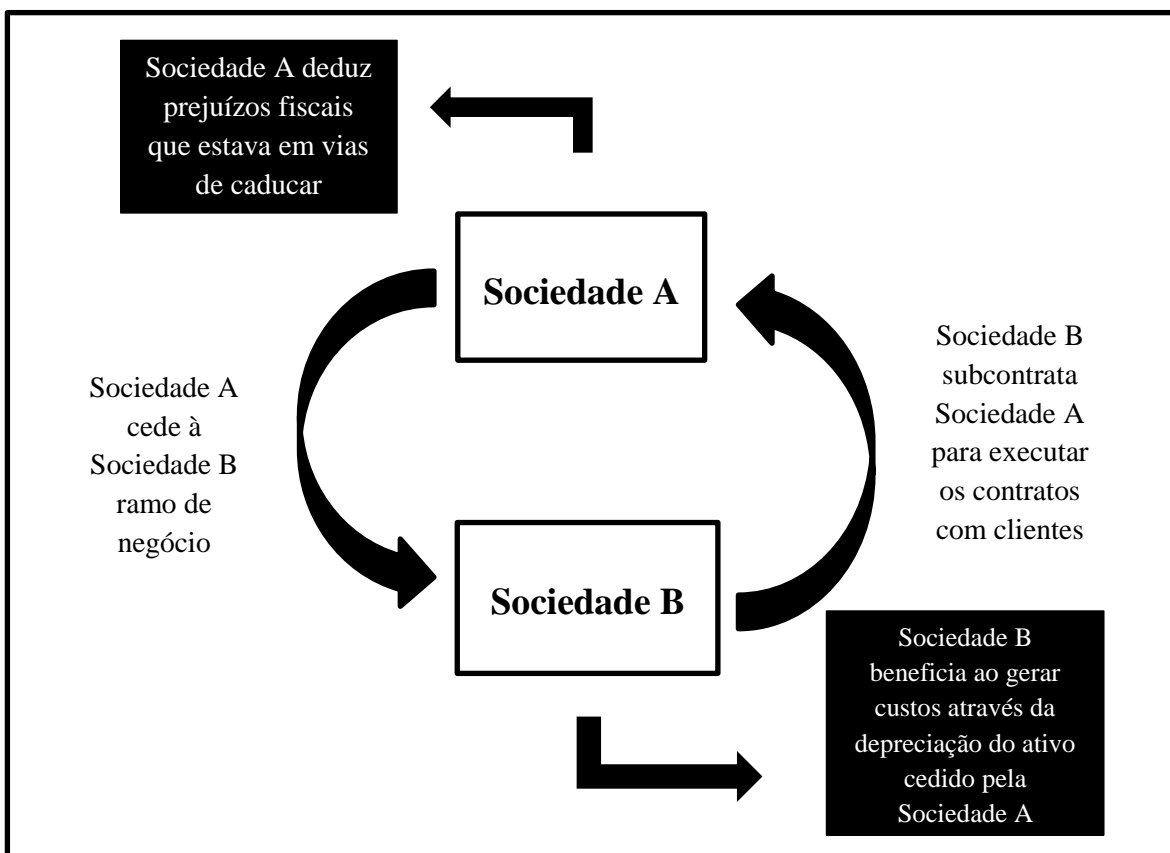 Sociedade A deduz
prejuízos fiscais
que estava em vias
de caducar
Sociedade A
Sociedade A
cede à
Sociedade B
ramo de
negócio
Sociedade B
subcontrata
Sociedade A
para executar
os contratos
com clientes
Sociedade B
Sociedade B
beneficia ao gerar
custos através da
depreciação do ativo
cedido pela
Sociedade A